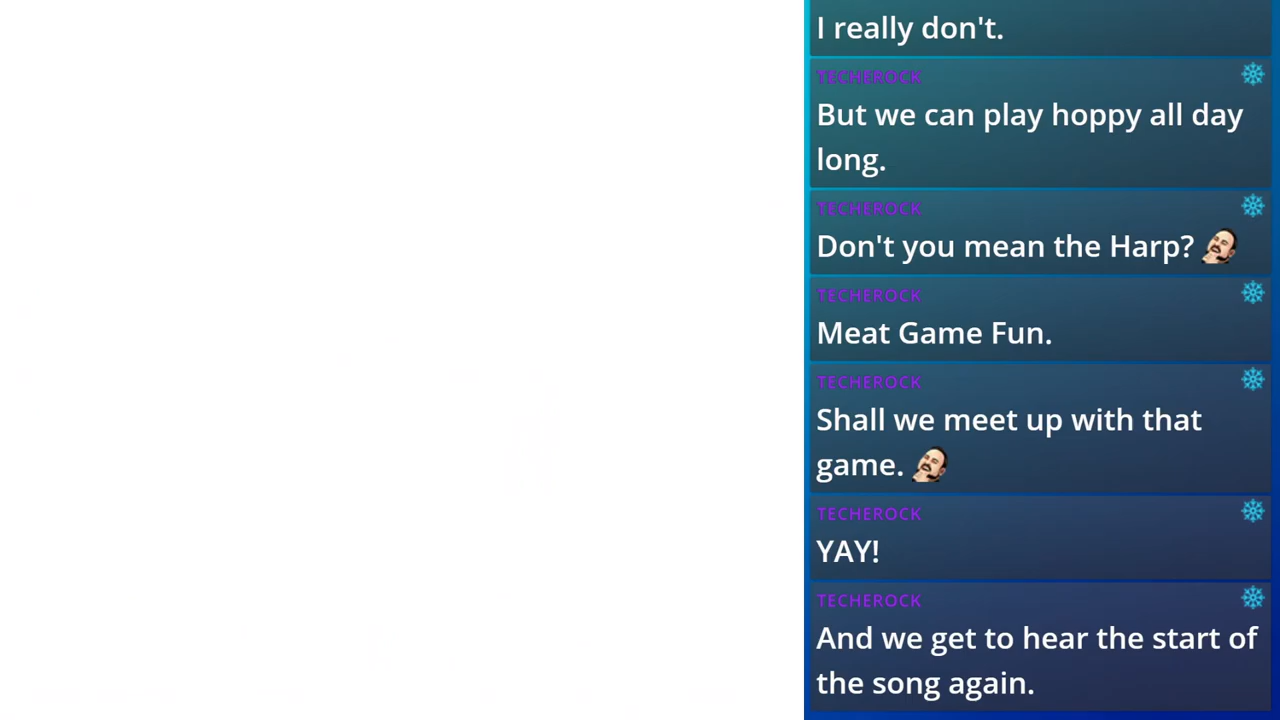 I really don't.
TECHEROCK
But we can play hoppy all day
long.
TECHEROCK
Don't you mean the Harp?
TECHEROCK
Meat Game Fun.
TECHEROCK
Shall we meet up with that
game.
TECHEROCK
YAY!
TECHEROCK
And we get to hear the start of
the song again.